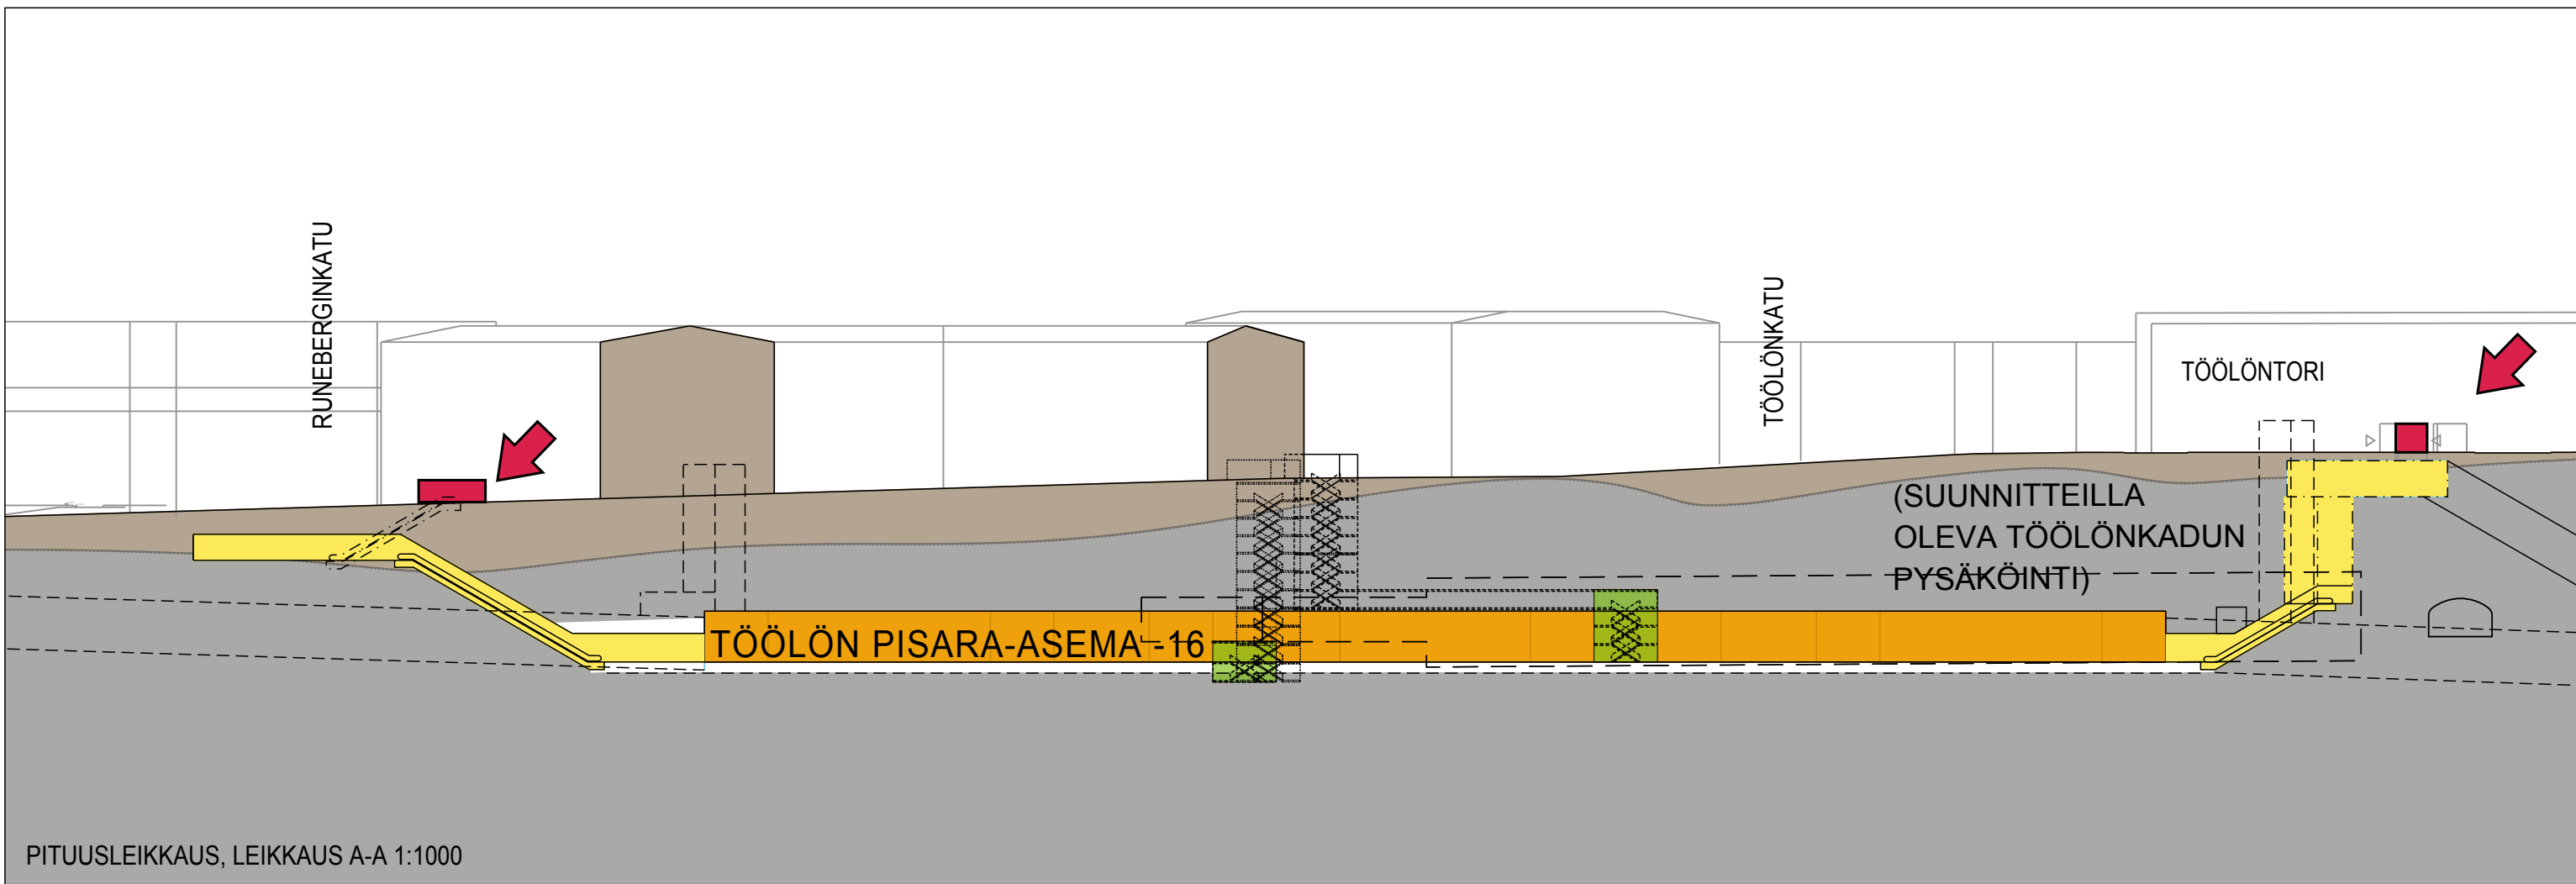 RUNEBERGINKATU
TÖÖLÖNKATU
TÖÖLÖNTORI
(SUUNNITTEILLA
OLEVA TÖÖLÖNKADUN
PYSÄKÖINTI)
TÖÖLÖN PISARA-ASEMA -16
PITUUSLEIKKAUS, LEIKKAUS A-A 1:1000